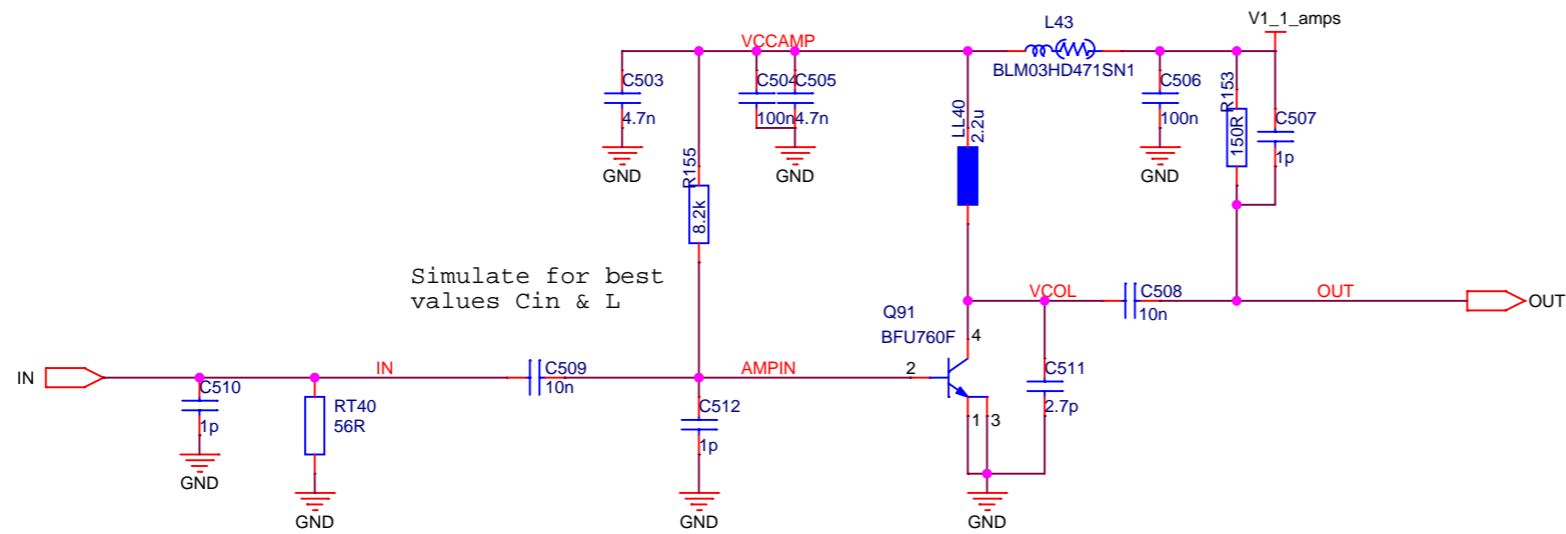 V1_1_amps
L43
BLM03HD471SN1
VCCAMP
C503
4.7n
GND
C504
100n
C505
4.7n
GND
C506
100n
GND
R153
150R
C507
1p
LL40
2.2u
R155
8.2k
Simulate for best
values Cin & L
VCOL
C508
10n
OUT
OUT
Q91
BFU760F
4
2
1
3
C511
2.7p
GND
IN
IN
C509
10n
AMPIN
C510
1p
GND
RT40
56R
GND
C512
1p
GND